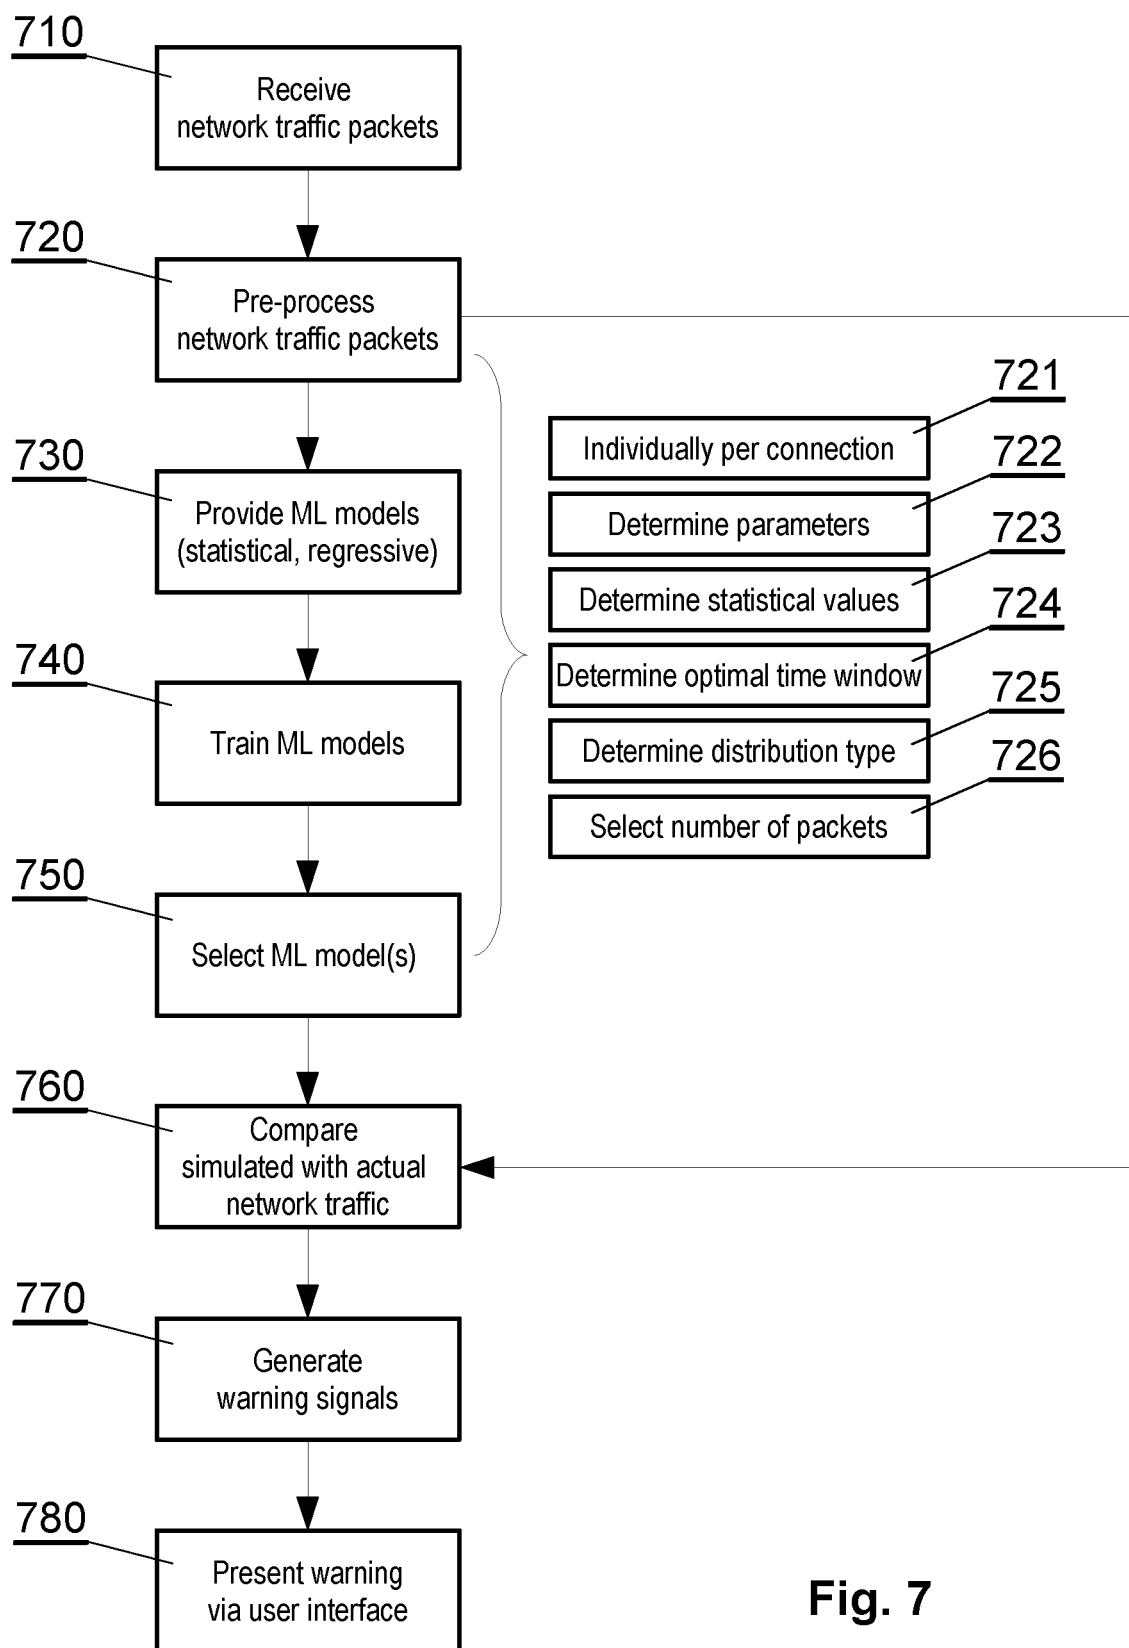 710
Receive
network traffic packets
720
Pre-process
network traffic packets
721
Individually per connection
722
Determine parameters
723
Determine statistical values
724
Determine optimal time window
725
Determine distribution type
726
Select number of packets
730
Provide ML models
(statistical, regressive)
740
Train ML models
750
Select ML model(s)
760
Compare
simulated with actual
network traffic
770
Generate
warning signals
780
Present warning
via user interface
Fig. 7